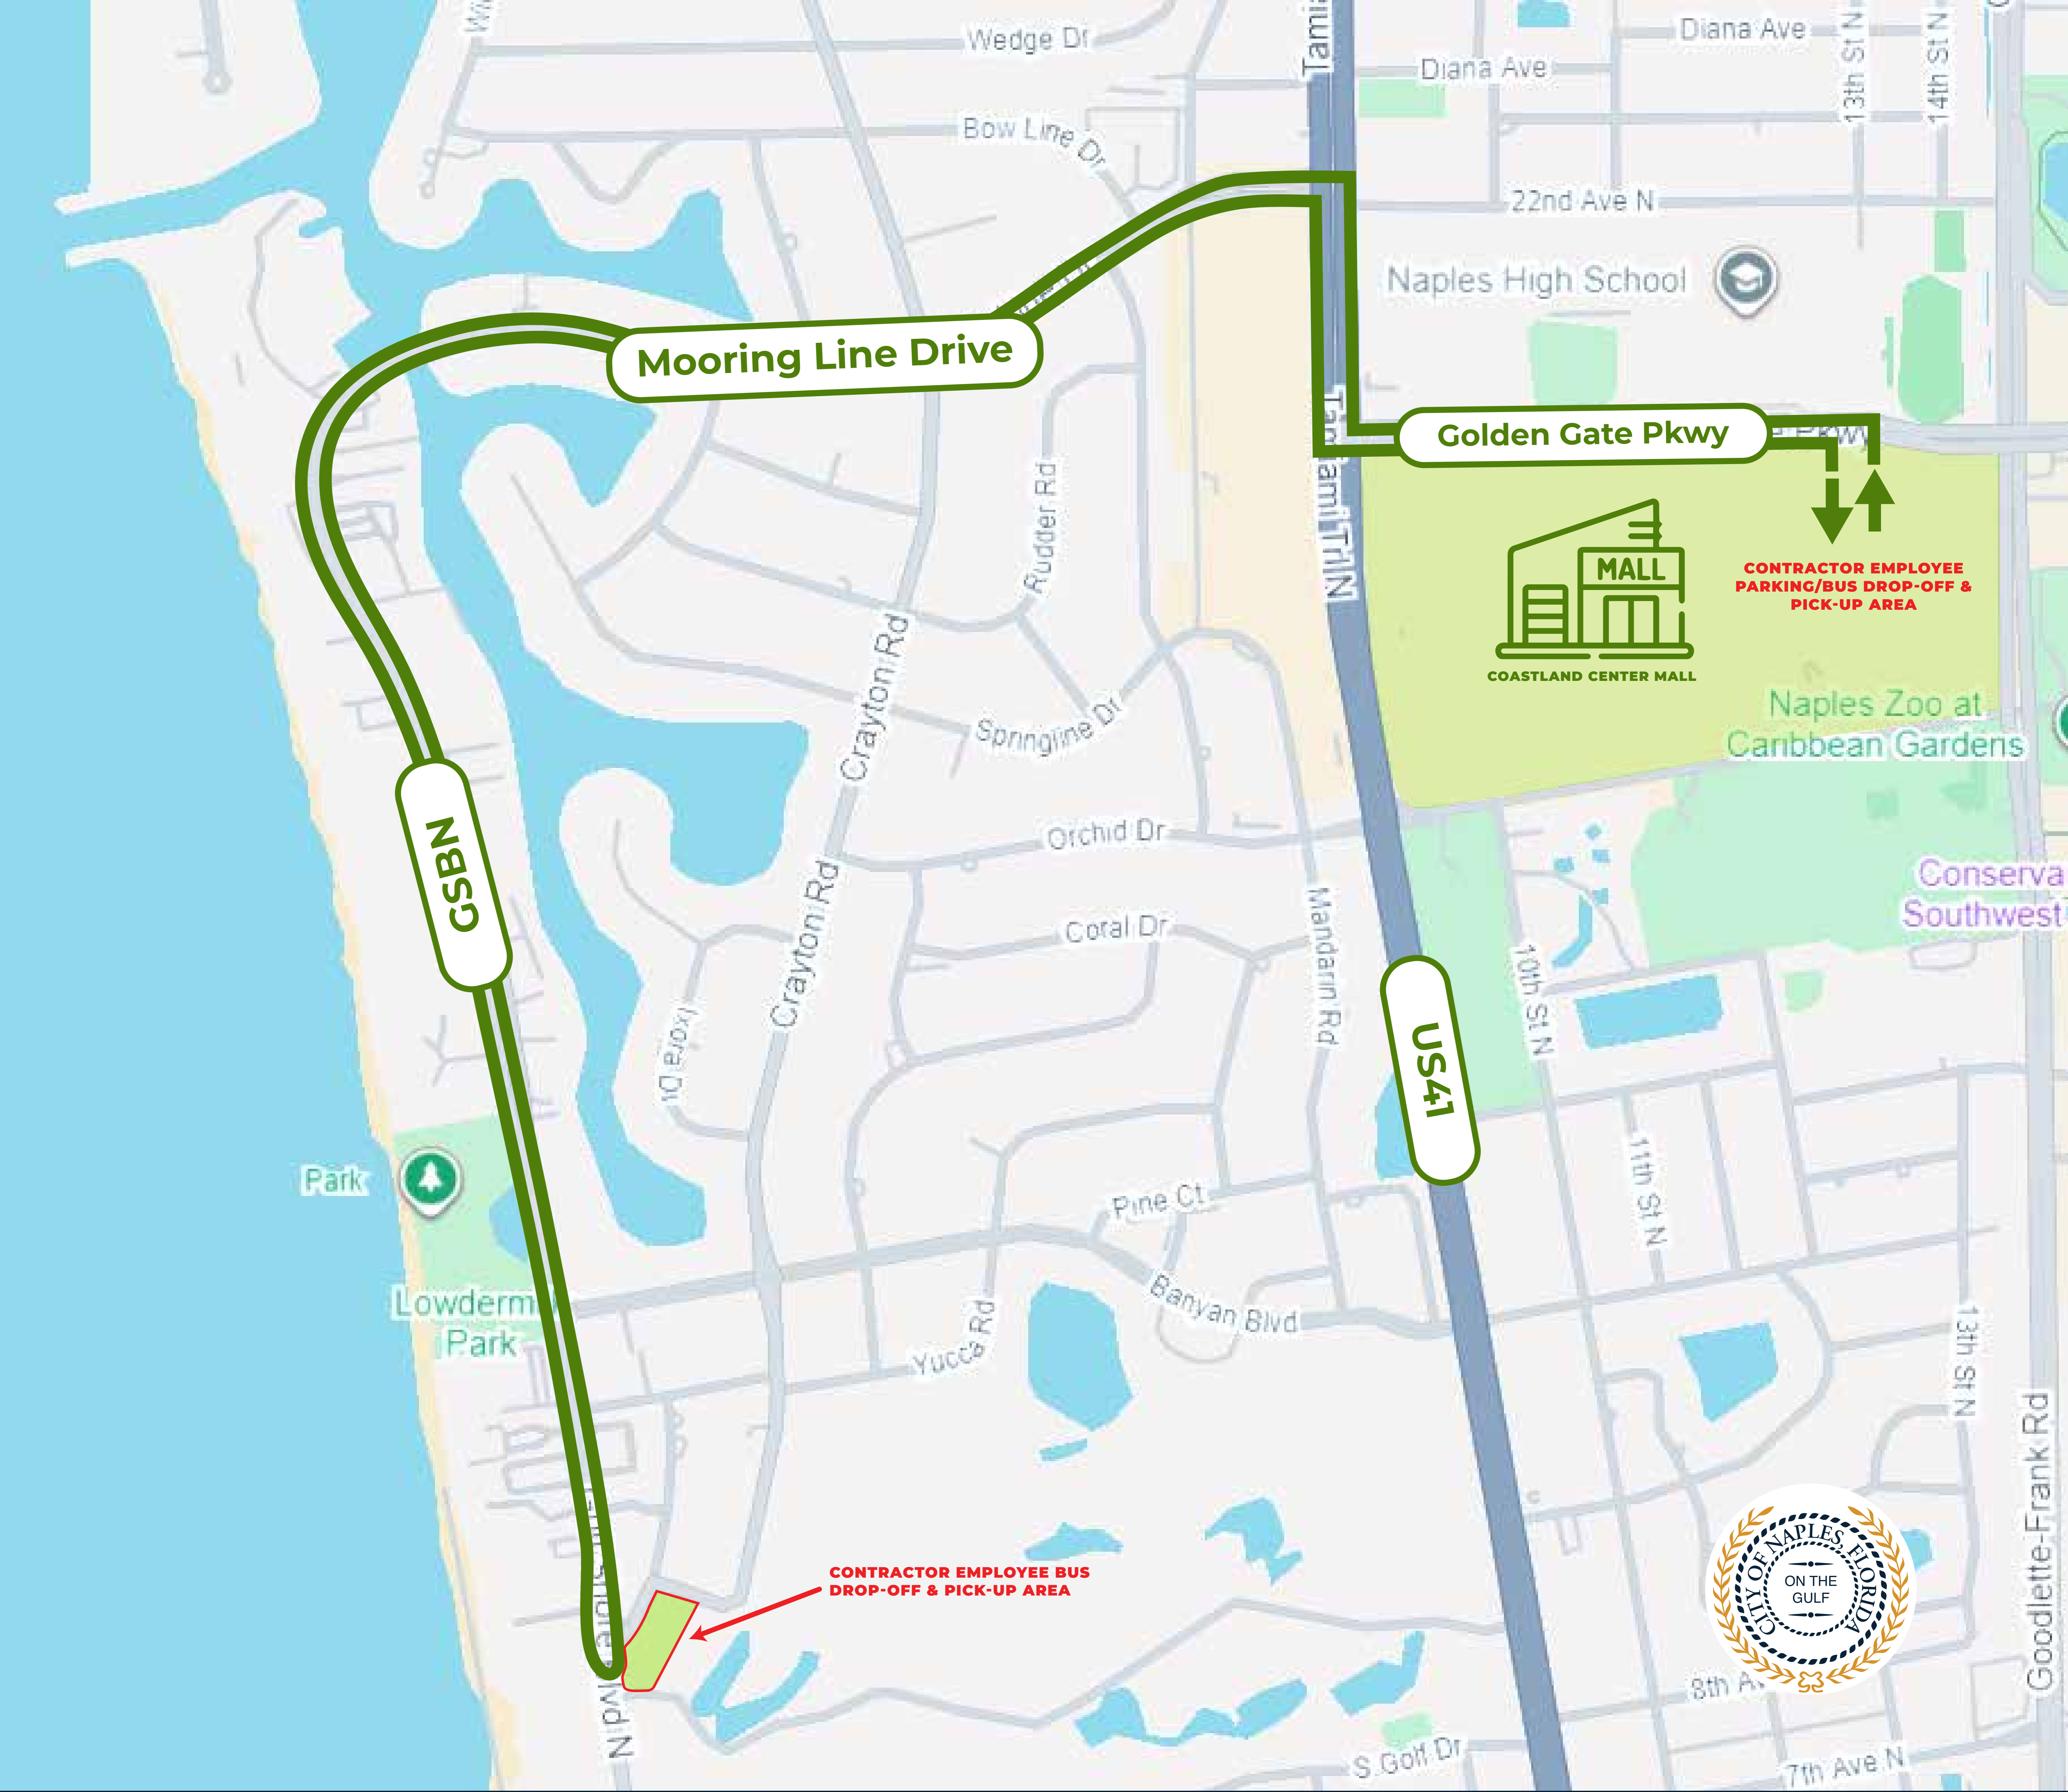 Wedge Dr
Diana Ave
Diana Ave
13th St N
14th St N
Bow Line Dr
22nd Ave N
Naples High School
Mooring Line Drive
Golden Gate Pkwy
Pkwy
MALL
COASTLAND CENTER MALL
CONTRACTOR EMPLOYEE
PARKING/BUS DROP-OFF &
PICK-UP AREA
Rudder Rd
Tamiami Trl N
Crayton Rd
Springline Dr
Naples Zoo at
Caribbean Gardens
GSBN
Orchid Dr
Crayton Rd
Coral Dr
Mandarin Rd
Southwest
10th St N
Ixora Dr
US41
Park
11th St N
Pine Ct
Banyan Blvd
Park
Yucca Rd
13th St N
Goodlette-Frank Rd
CONTRACTOR EMPLOYEE BUS
DROP-OFF & PICK-UP AREA
CITY OF NAPLES, FLORIDA
ON THE
GULF
8th
S Golf Dr
7th Ave N